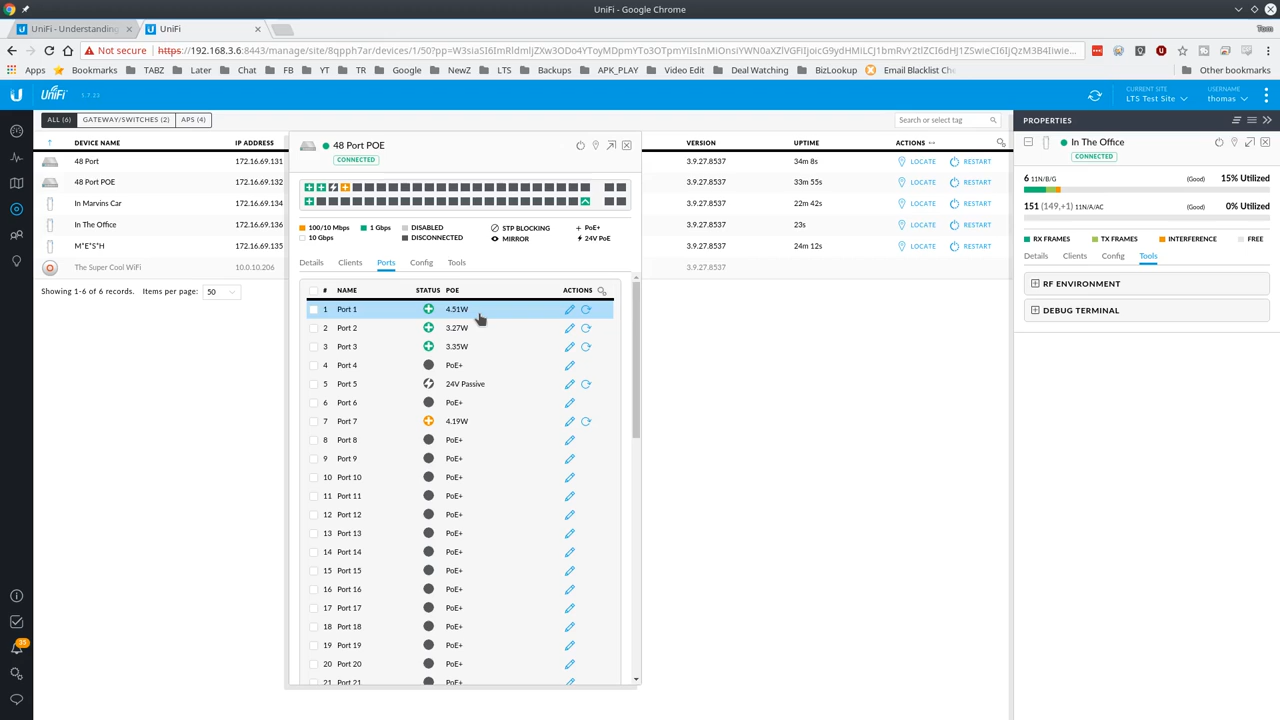 UniFi - Google Chrome
UniFi - Understanding
UniFi
Tom
Not secure
https://192.168.3.6:8443/manage/site/8qpph7ar/devices/1/50?pp=
Apps Bookmarks TABZ Later Chat FB YT TR Google NewZ LTS Backups APK_PLAY Video Edit Deal Watching BizLookup Email Blacklist Che Other bookmarks
UniFi 5.7.23
CURRENT SITE
LTS Test Site
USERNAME
thomas
ALL (6) GATEWAY/SWITCHES (2) APS (4)
Search or select tag
DEVICE NAME IP ADDRESS VERSION UPTIME ACTIONS
48 Port 172.16.69.131 3.9.27.8537 34m 8s LOCATE RESTART
48 Port POE 172.16.69.132 3.9.27.8537 33m 55s LOCATE RESTART
In Marvins Car 172.16.69.134 3.9.27.8537 22m 42s LOCATE RESTART
In The Office 172.16.69.136 3.9.27.8537 23s LOCATE RESTART
M*E*S*H 172.16.69.135 3.9.27.8537 24m 12s LOCATE RESTART
The Super Cool WiFi 10.0.10.206 3.9.27.8537
Showing 1-6 of 6 records. Items per page: 50
48 Port POE
CONNECTED
100/10 Mbps 1 Gbps DISABLED STP BLOCKING PoE+
10 Gbps DISCONNECTED MIRROR 24V PoE
Details Clients Ports Config Tools
# NAME STATUS POE ACTIONS
1 Port 1 4.51W
2 Port 2 3.27W
3 Port 3 3.35W
4 Port 4 PoE+
5 Port 5 24V Passive
6 Port 6 PoE+
7 Port 7 4.19W
8 Port 8 PoE+
9 Port 9 PoE+
10 Port 10 PoE+
11 Port 11 PoE+
12 Port 12 PoE+
13 Port 13 PoE+
14 Port 14 PoE+
15 Port 15 PoE+
16 Port 16 PoE+
17 Port 17 PoE+
18 Port 18 PoE+
19 Port 19 PoE+
20 Port 20 PoE+
21 Port 21 PoE+
PROPERTIES
In The Office
CONNECTED
6 11N/B/G (Good) 15% Utilized
151 (149,+1) 11N/A/AC (Good) 0% Utilized
RX FRAMES TX FRAMES INTERFERENCE FREE
Details Clients Config Tools
RF ENVIRONMENT
DEBUG TERMINAL